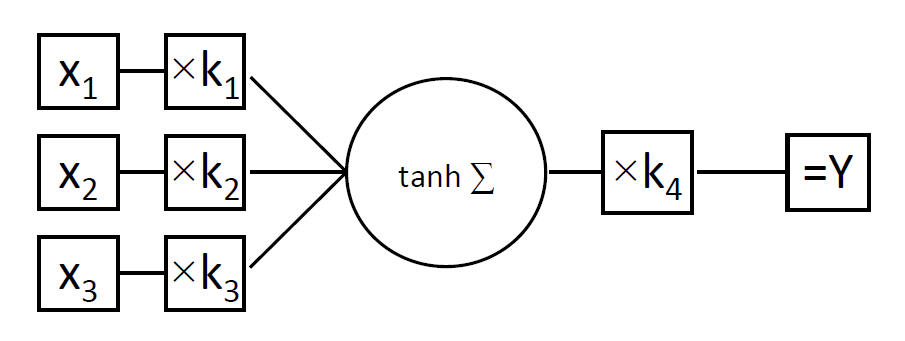 x₁ ×k₁
x₂ ×k₂ tanh ∑ ×k₄ =Y
x₃ ×k₃